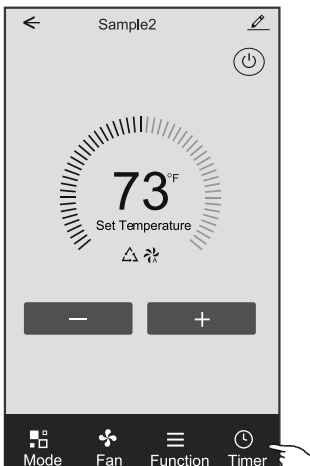 Sample2
73°F
Set Temperature
A
Mode Fan Function Timer